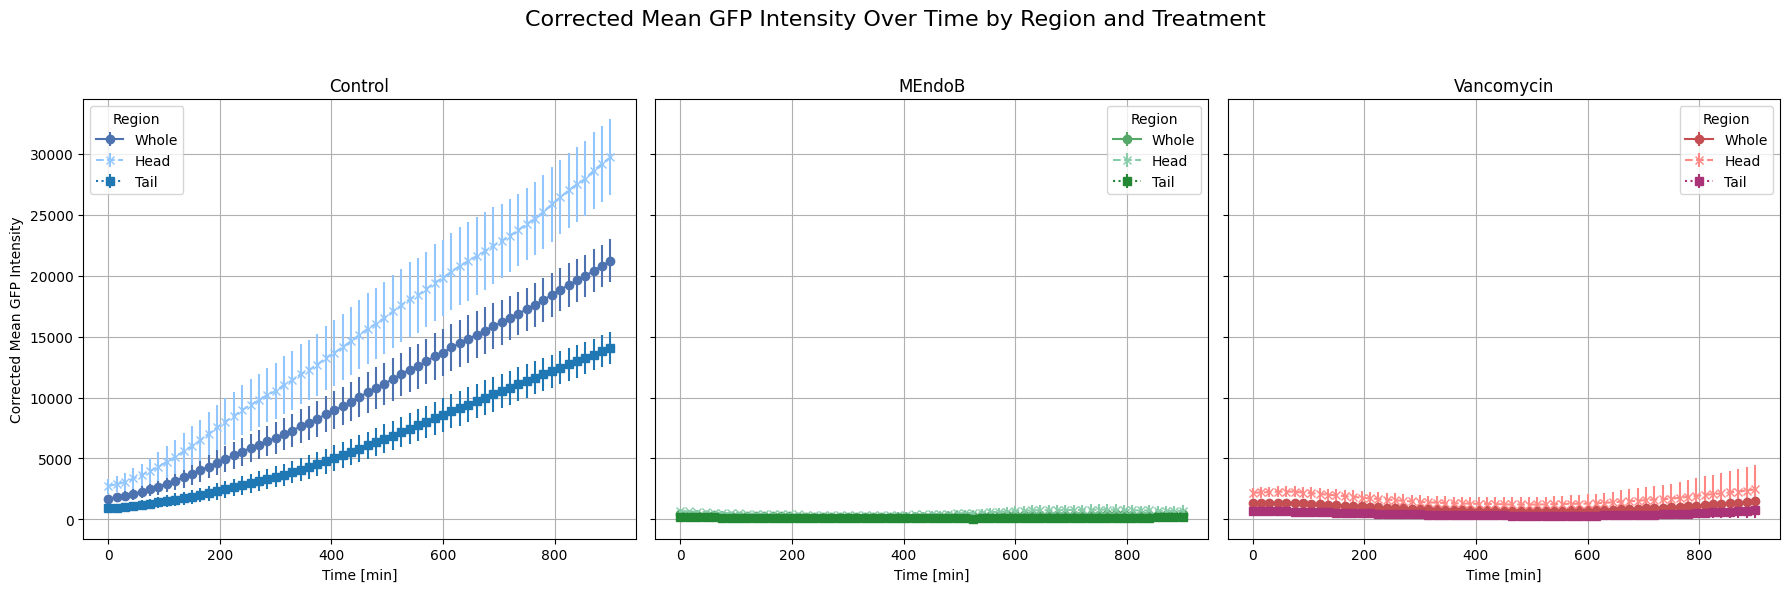 Corrected Mean GFP Intensity Over Time by Region and Treatment
Control
MEndoB
Vancomycin
Region
Whole
Head
Tail
Region
Whole
Head
Tail
Region
Whole
Head
Tail
Corrected Mean GFP Intensity
30000
25000
20000
15000
10000
5000
0
0 200 400 600 800
0 200 400 600 800
0 200 400 600 800
Time [min]
Time [min]
Time [min]